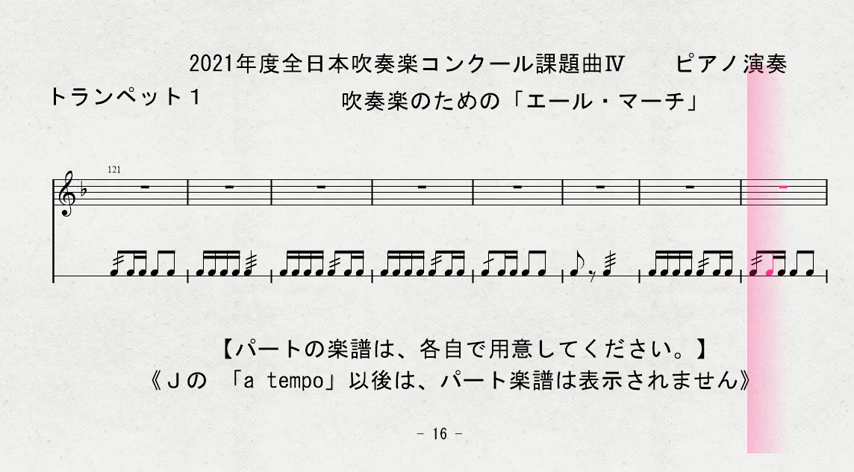 2021年度全日本吹奏楽コンクール課題曲Ⅳ　　ピアノ演奏
トランペット１　吹奏楽のための「エール・マーチ」
121
【パートの楽譜は、各自で用意してください。】
《Ｊの　「a tempo」以後は、パート楽譜は表示されません》
－ 16 －